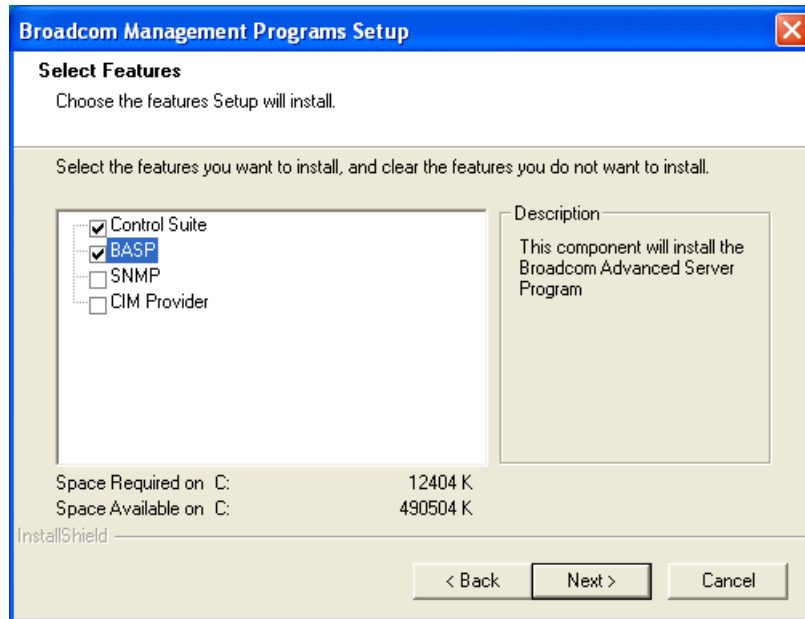 Broadcom Management Programs Setup
Select Features
Choose the features Setup will install.
Select the features you want to install, and clear the features you do not want to install.
Control Suite
BASP
SNMP
CIM Provider
Description
This component will install the
Broadcom Advanced Server
Program
Space Required on C: 12404 K
Space Available on C: 490504 K
InstallShield
< Back Next > Cancel